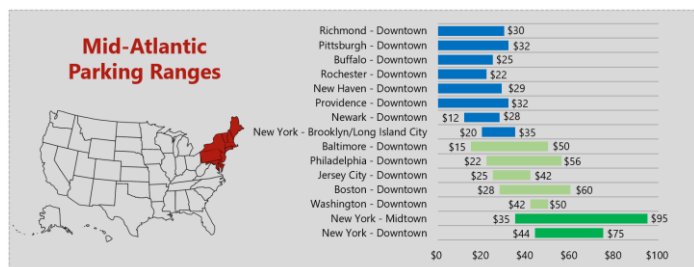 Mid-Atlantic
Parking Ranges
Richmond - Downtown $30
Pittsburgh - Downtown $32
Buffalo - Downtown $25
Rochester - Downtown $22
New Haven - Downtown $29
Providence - Downtown $32
Newark - Downtown $12 $28
New York - Brooklyn/Long Island City $20 $35
Baltimore - Downtown $15 $50
Philadelphia - Downtown $22 $56
Jersey City - Downtown $25 $42
Boston - Downtown $28 $60
Washington - Downtown $42 $50
New York - Midtown $35 $95
New York - Downtown $44 $75
$0 $20 $40 $60 $80 $100